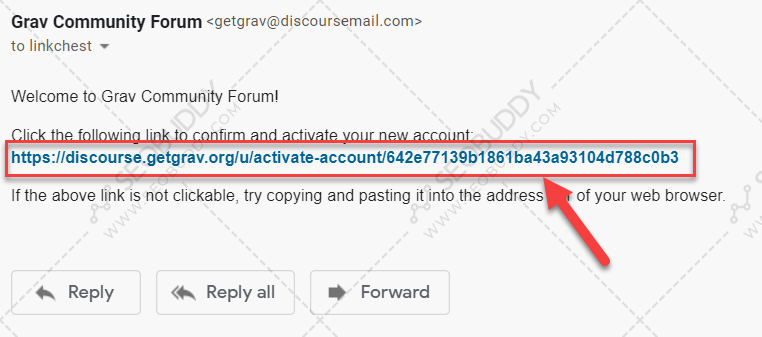 Grav Community Forum <getgrav@discoursemail.com>
to linkchest
Welcome to Grav Community Forum!
Click the following link to confirm and activate your new account:
https://discourse.getgrav.org/u/activate-account/642e77139b1861ba43a93104d788c0b3
If the above link is not clickable, try copying and pasting it into the address of your web browser.
Reply
Reply all
Forward
SEOBUDDY
WWW.SEOBUDDY.COM